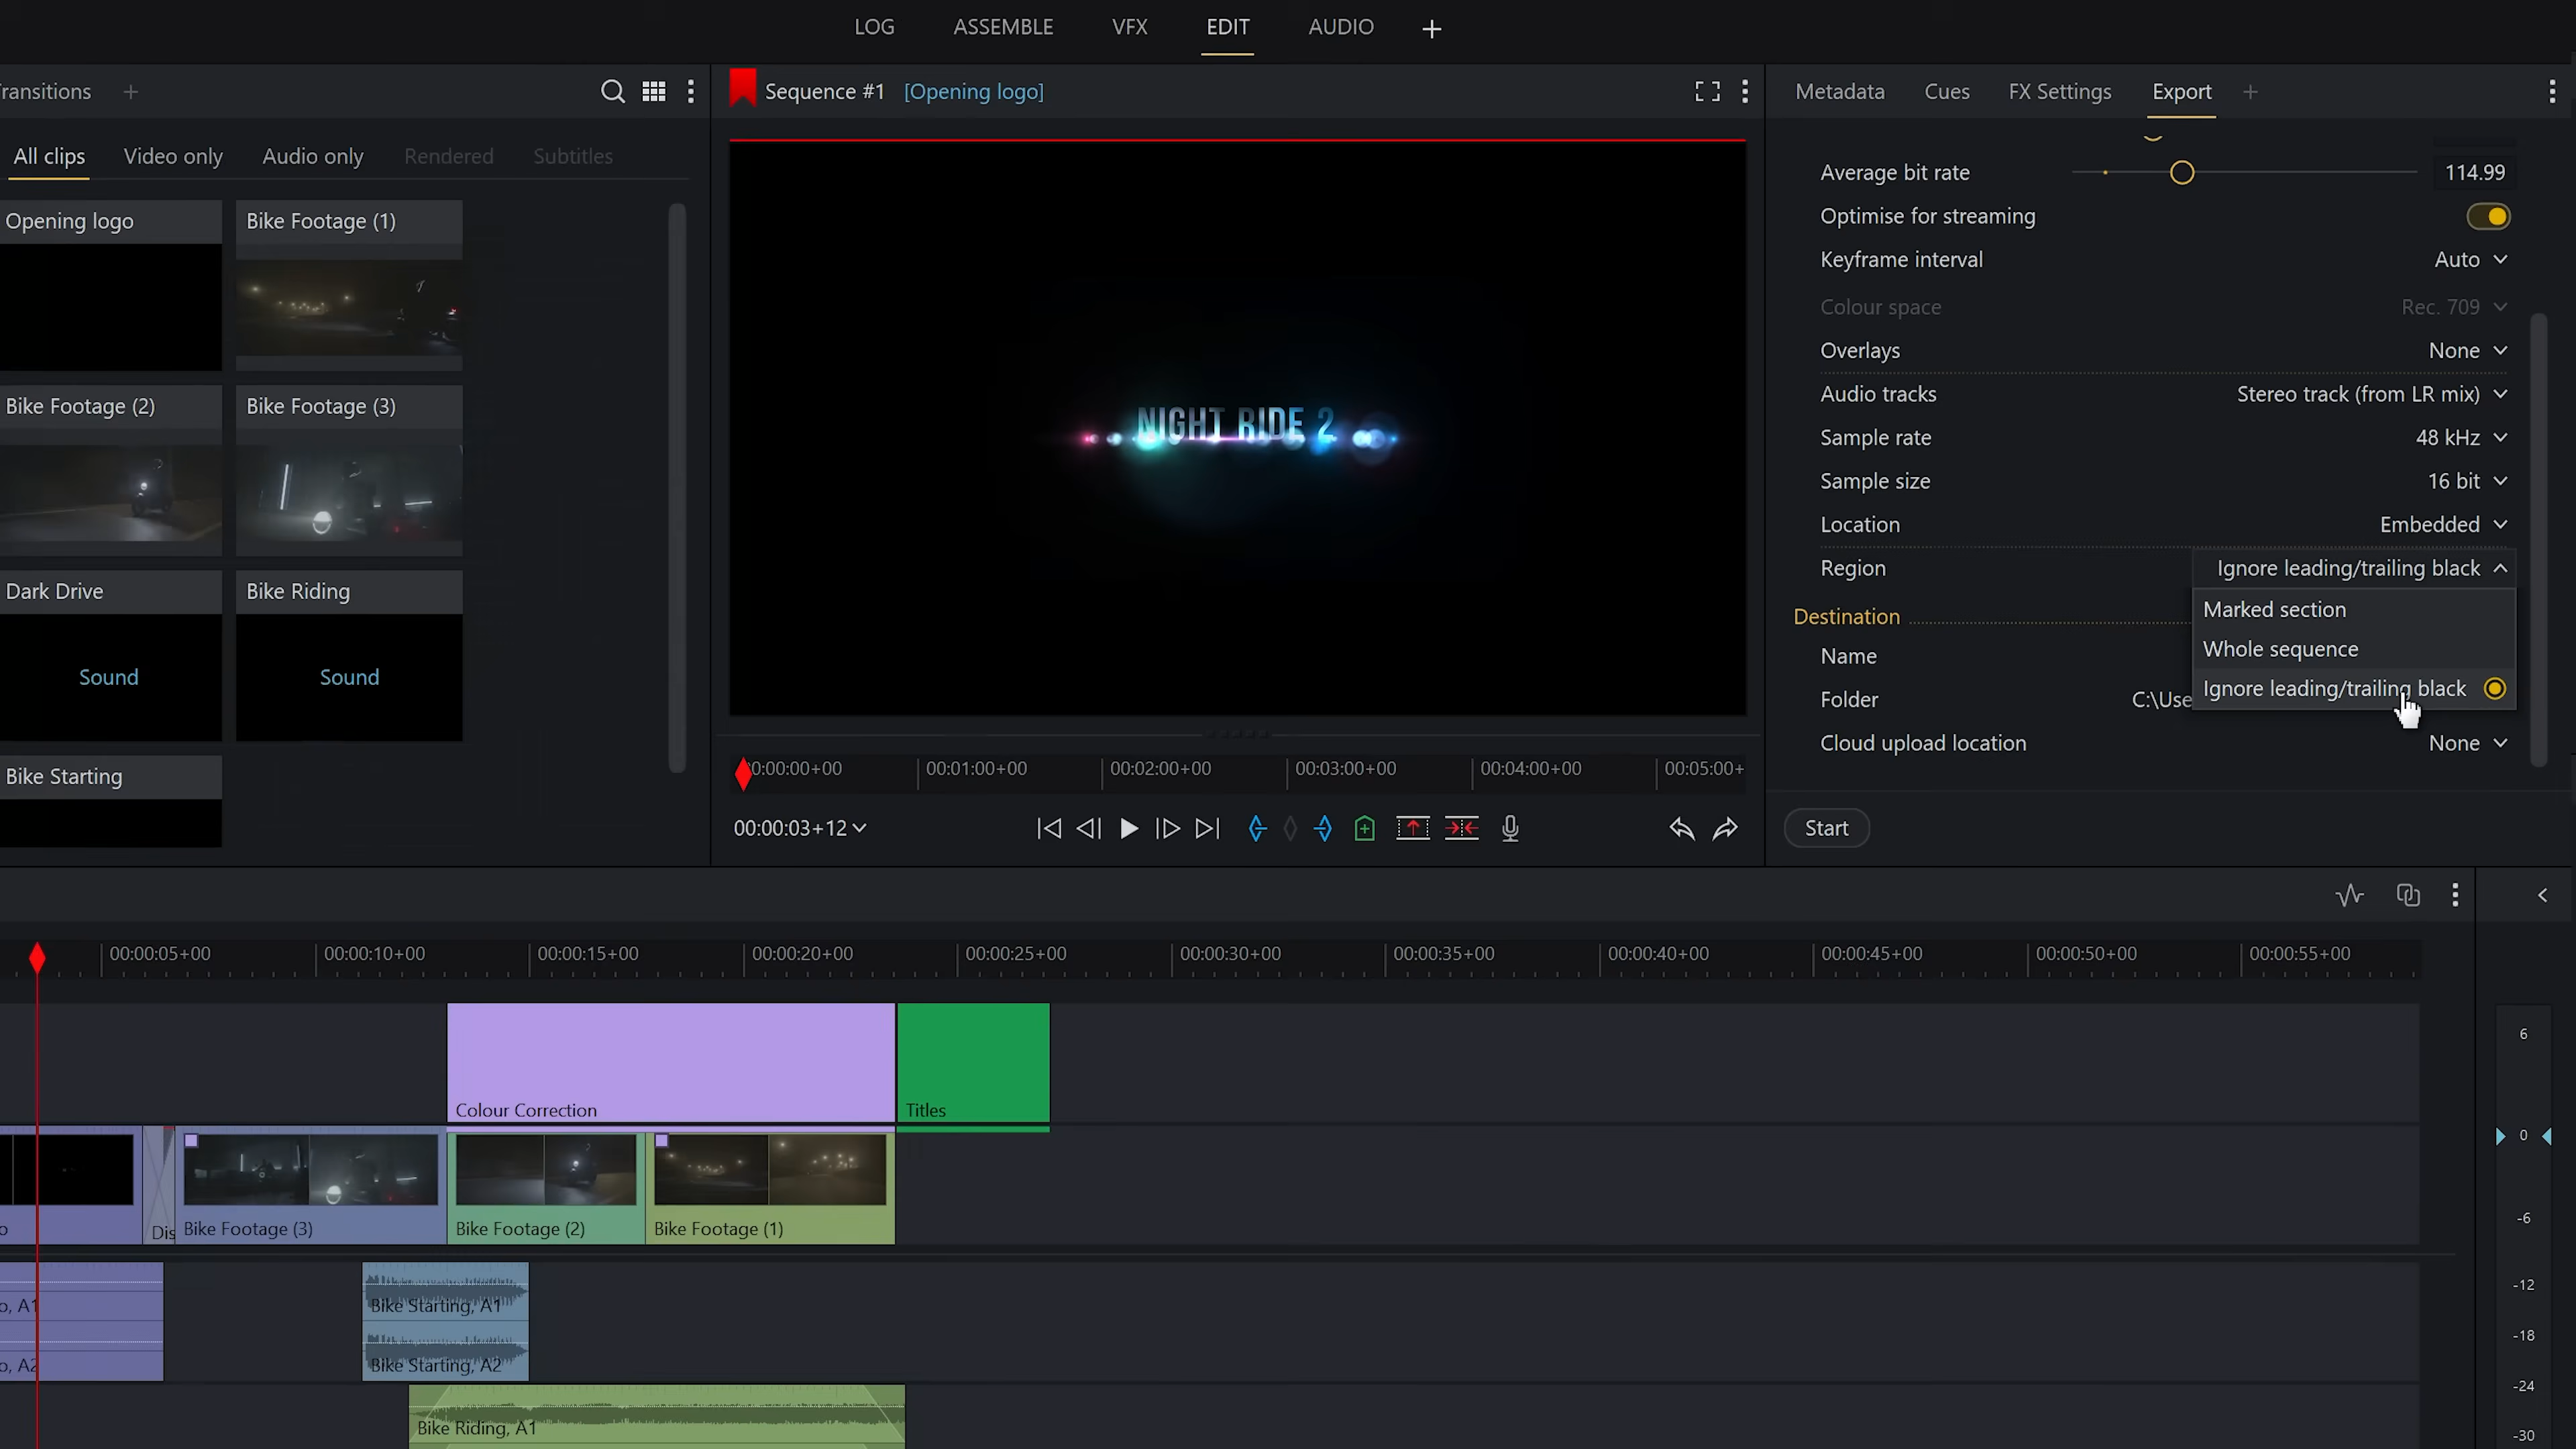 LOG ASSEMBLE VFX EDIT AUDIO +
ransitions +
All clips Video only Audio only Rendered Subtitles
Opening logo Bike Footage (1)
Bike Footage (2) Bike Footage (3)
Dark Drive Bike Riding
Sound Sound
Bike Starting
Sequence #1 [Opening logo]
NIGHT RIDE 2
0:00:00+00 00:01:00+00 00:02:00+00 00:03:00+00 00:04:00+00 00:05:00+
00:00:03+12
Metadata Cues FX Settings Export +
Average bit rate 114.99
Optimise for streaming
Keyframe interval Auto
Colour space Rec. 709
Overlays None
Audio tracks Stereo track (from LR mix)
Sample rate 48 kHz
Sample size 16 bit
Location Embedded
Region Ignore leading/trailing black
Marked section
Destination
Whole sequence
Name
Ignore leading/trailing black
Folder C:\Use
Cloud upload location None
Start
00:00:05+00 00:00:10+00 00:00:15+00 00:00:20+00 00:00:25+00 00:00:30+00 00:00:35+00 00:00:40+00 00:00:45+00 00:00:50+00 00:00:55+00
Colour Correction Titles
o Dis Bike Footage (3) Bike Footage (2) Bike Footage (1)
o, A1 Bike Starting, A1
o, A2 Bike Starting, A2
Bike Riding, A1
6
0
-6
-12
-18
-24
-30